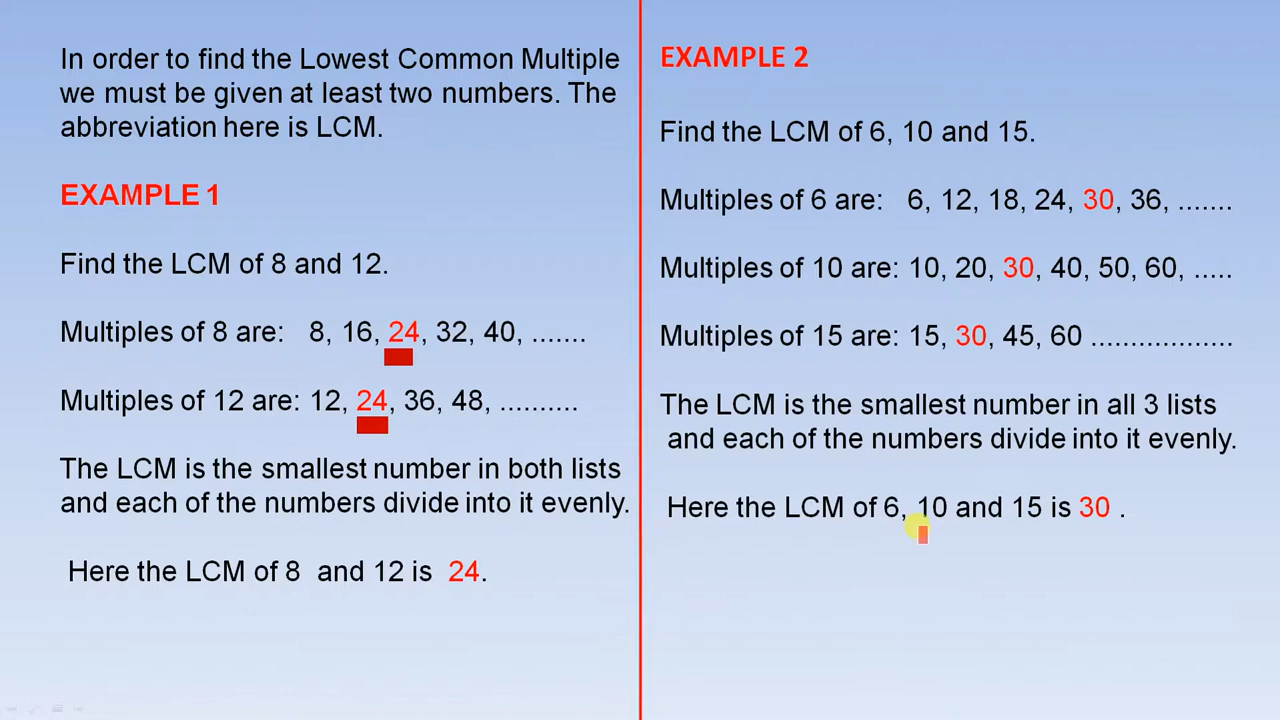 In order to find the Lowest Common Multiple
we must be given at least two numbers. The
abbreviation here is LCM.
EXAMPLE 1
Find the LCM of 8 and 12.
Multiples of 8 are: 8, 16, 24, 32, 40, .......
Multiples of 12 are: 12, 24, 36, 48, ..........
The LCM is the smallest number in both lists
and each of the numbers divide into it evenly.
Here the LCM of 8 and 12 is 24.
EXAMPLE 2
Find the LCM of 6, 10 and 15.
Multiples of 6 are: 6, 12, 18, 24, 30, 36, .......
Multiples of 10 are: 10, 20, 30, 40, 50, 60, .....
Multiples of 15 are: 15, 30, 45, 60 ..................
The LCM is the smallest number in all 3 lists
and each of the numbers divide into it evenly.
Here the LCM of 6, 10 and 15 is 30 .